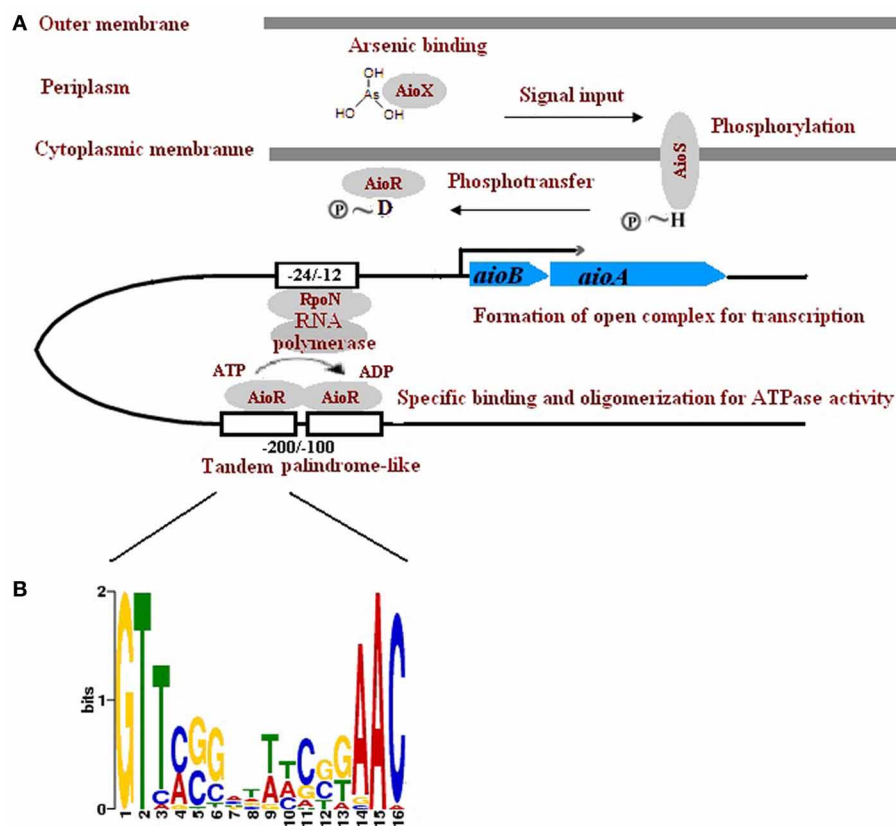 A
Outer membrane
Arsenic binding
OH
As
HO
OH
AioX
Periplasm
Signal input
Phosphorylation
Cytoplasmic membranne
AioS
AioR
Phosphotransfer
P ~ D
P ~ H
-24/-12
aioB
aioA
RpoN
RNA
polymerase
Formation of open complex for transcription
ATP
ADP
AioR
AioR
Specific binding and oligomerization for ATPase activity
-200/-100
Tandem palindrome-like
B
2
bits
1
0
1 2 3 4 5 6 7 8 9 10 11 12 13 14 15 16